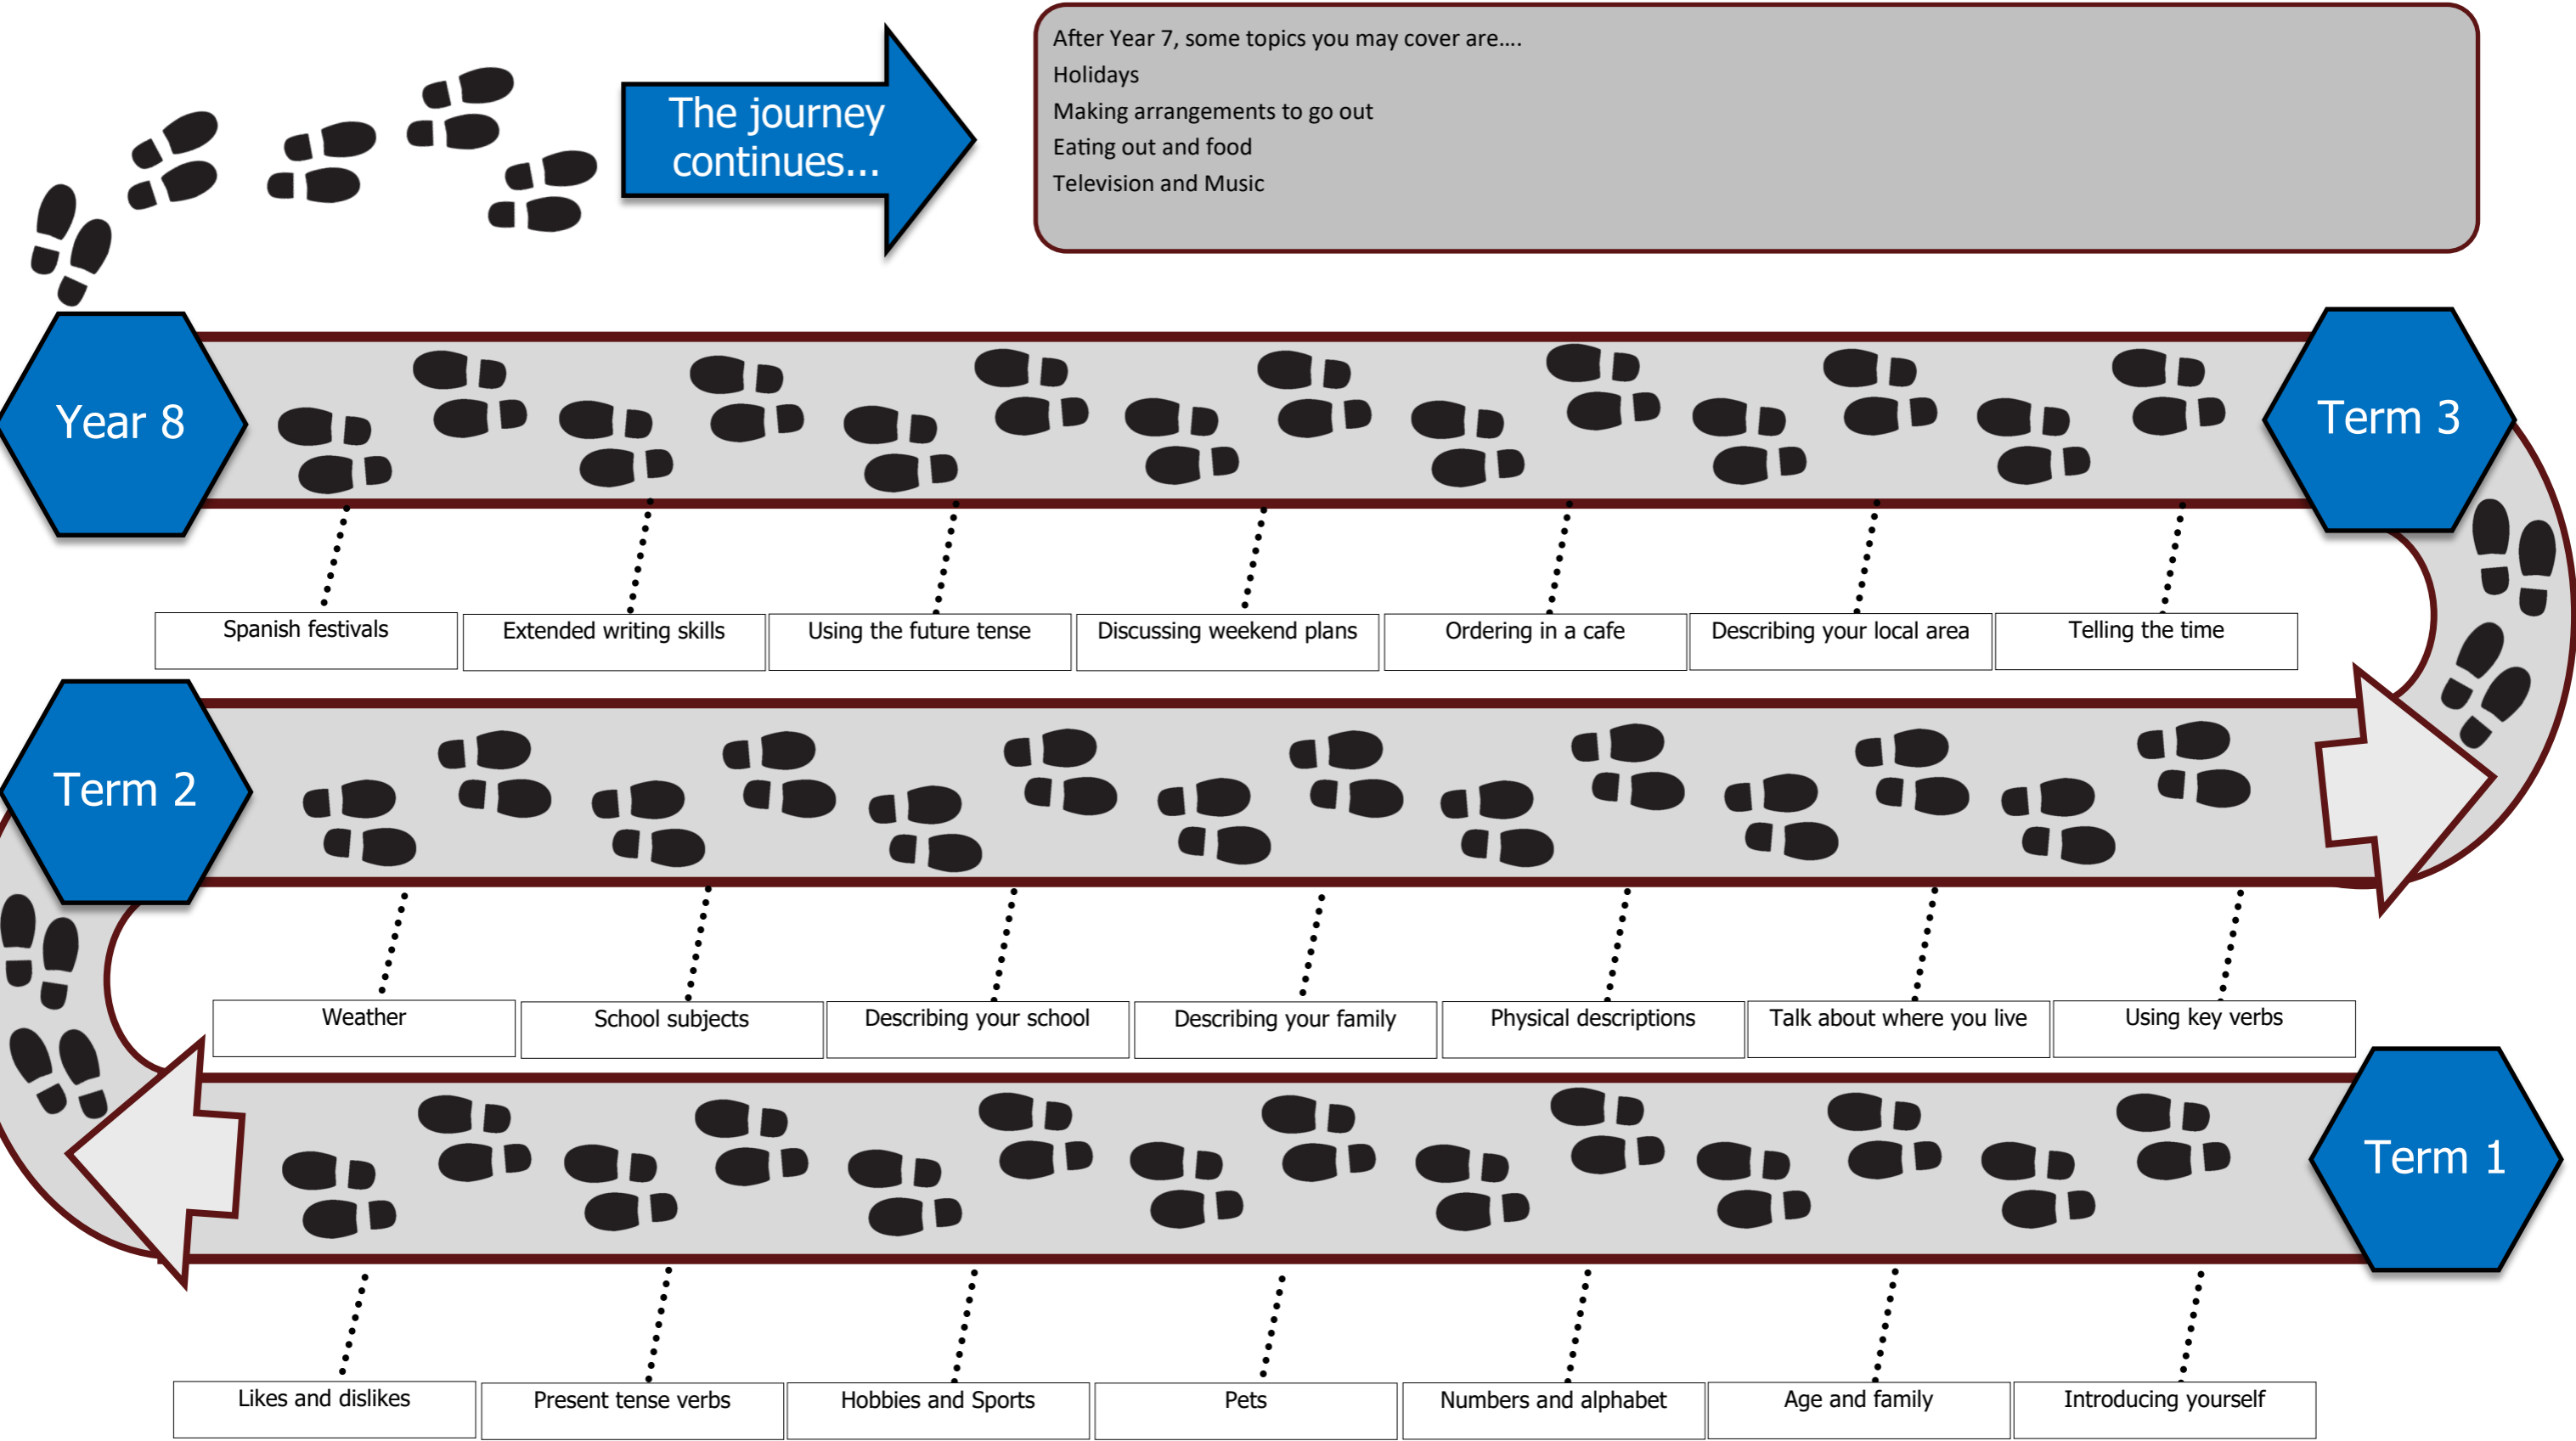 The journey
continues...
After Year 7, some topics you may cover are....
Holidays
Making arrangements to go out
Eating out and food
Television and Music
Year 8
Term 3
Spanish festivals
Extended writing skills
Using the future tense
Discussing weekend plans
Ordering in a cafe
Describing your local area
Telling the time
Term 2
Weather
School subjects
Describing your school
Describing your family
Physical descriptions
Talk about where you live
Using key verbs
Term 1
Likes and dislikes
Present tense verbs
Hobbies and Sports
Pets
Numbers and alphabet
Age and family
Introducing yourself